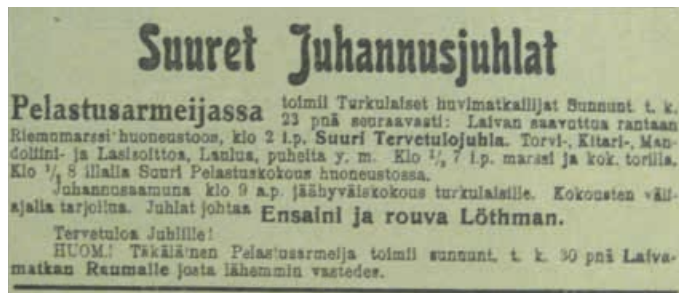 Suuret Juhannusjuhlat
Pelastusarmeijassa toimii Turkulaiset huvimatkailijat Sunnunt. t. k.
23 pnä seuraavasti: Laivan saavuttua rantaan
Riemumarssi huoneustoon, klo 2 i.p. Suuri Tervetulojuhla. Torvi-, Kitari-, Man-
doliini- ja Lasisoittoa, Laulua, puheita y. m. Klo ½ 7 i.p. marssi ja kok. torilla.
Klo ½ 8 illalla Suuri Pelastuskokous huoneustossa.
Juhannusaamuna klo 9 a.p. jäähyväiskokous turkulaisille. Kokousten väli-
ajalla tarjoilua. Juhlat johtaa Ensaini ja rouva Löthman.
Tervetuloa Juhlille!
HUOM.! Täkäläinen Pelastusarmeija toimii sunnunt. t. k. 30 pnä Laiva-
matkan Raumalle josta lähemmin vastedes.